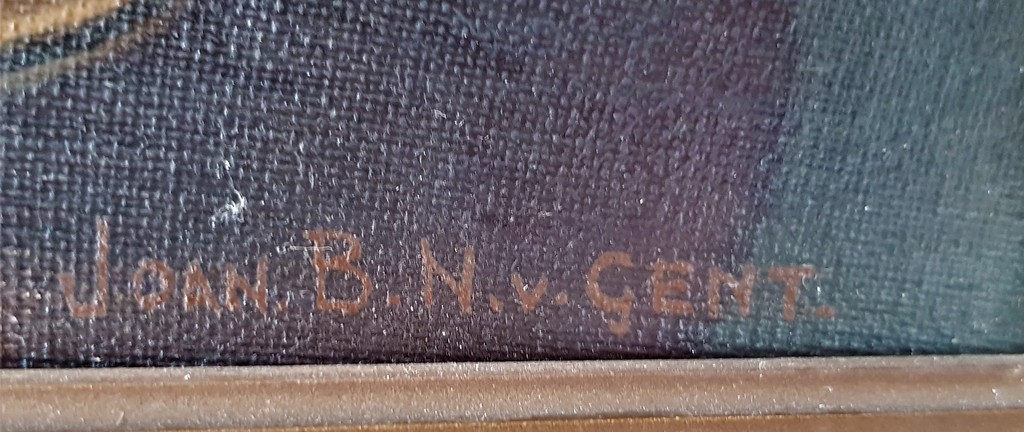 JOAN. B. N. v. GENT.